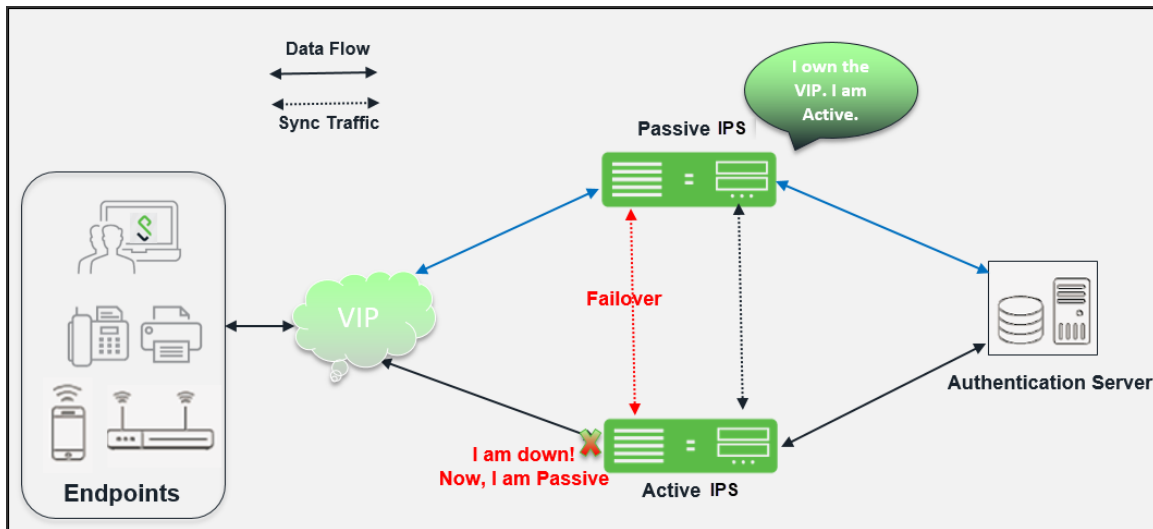 Data Flow
Sync Traffic
I own the
VIP. I am
Active.
Passive IPS
VIP
Failover
Authentication Server
I am down!
Now, I am Passive
Active IPS
Endpoints